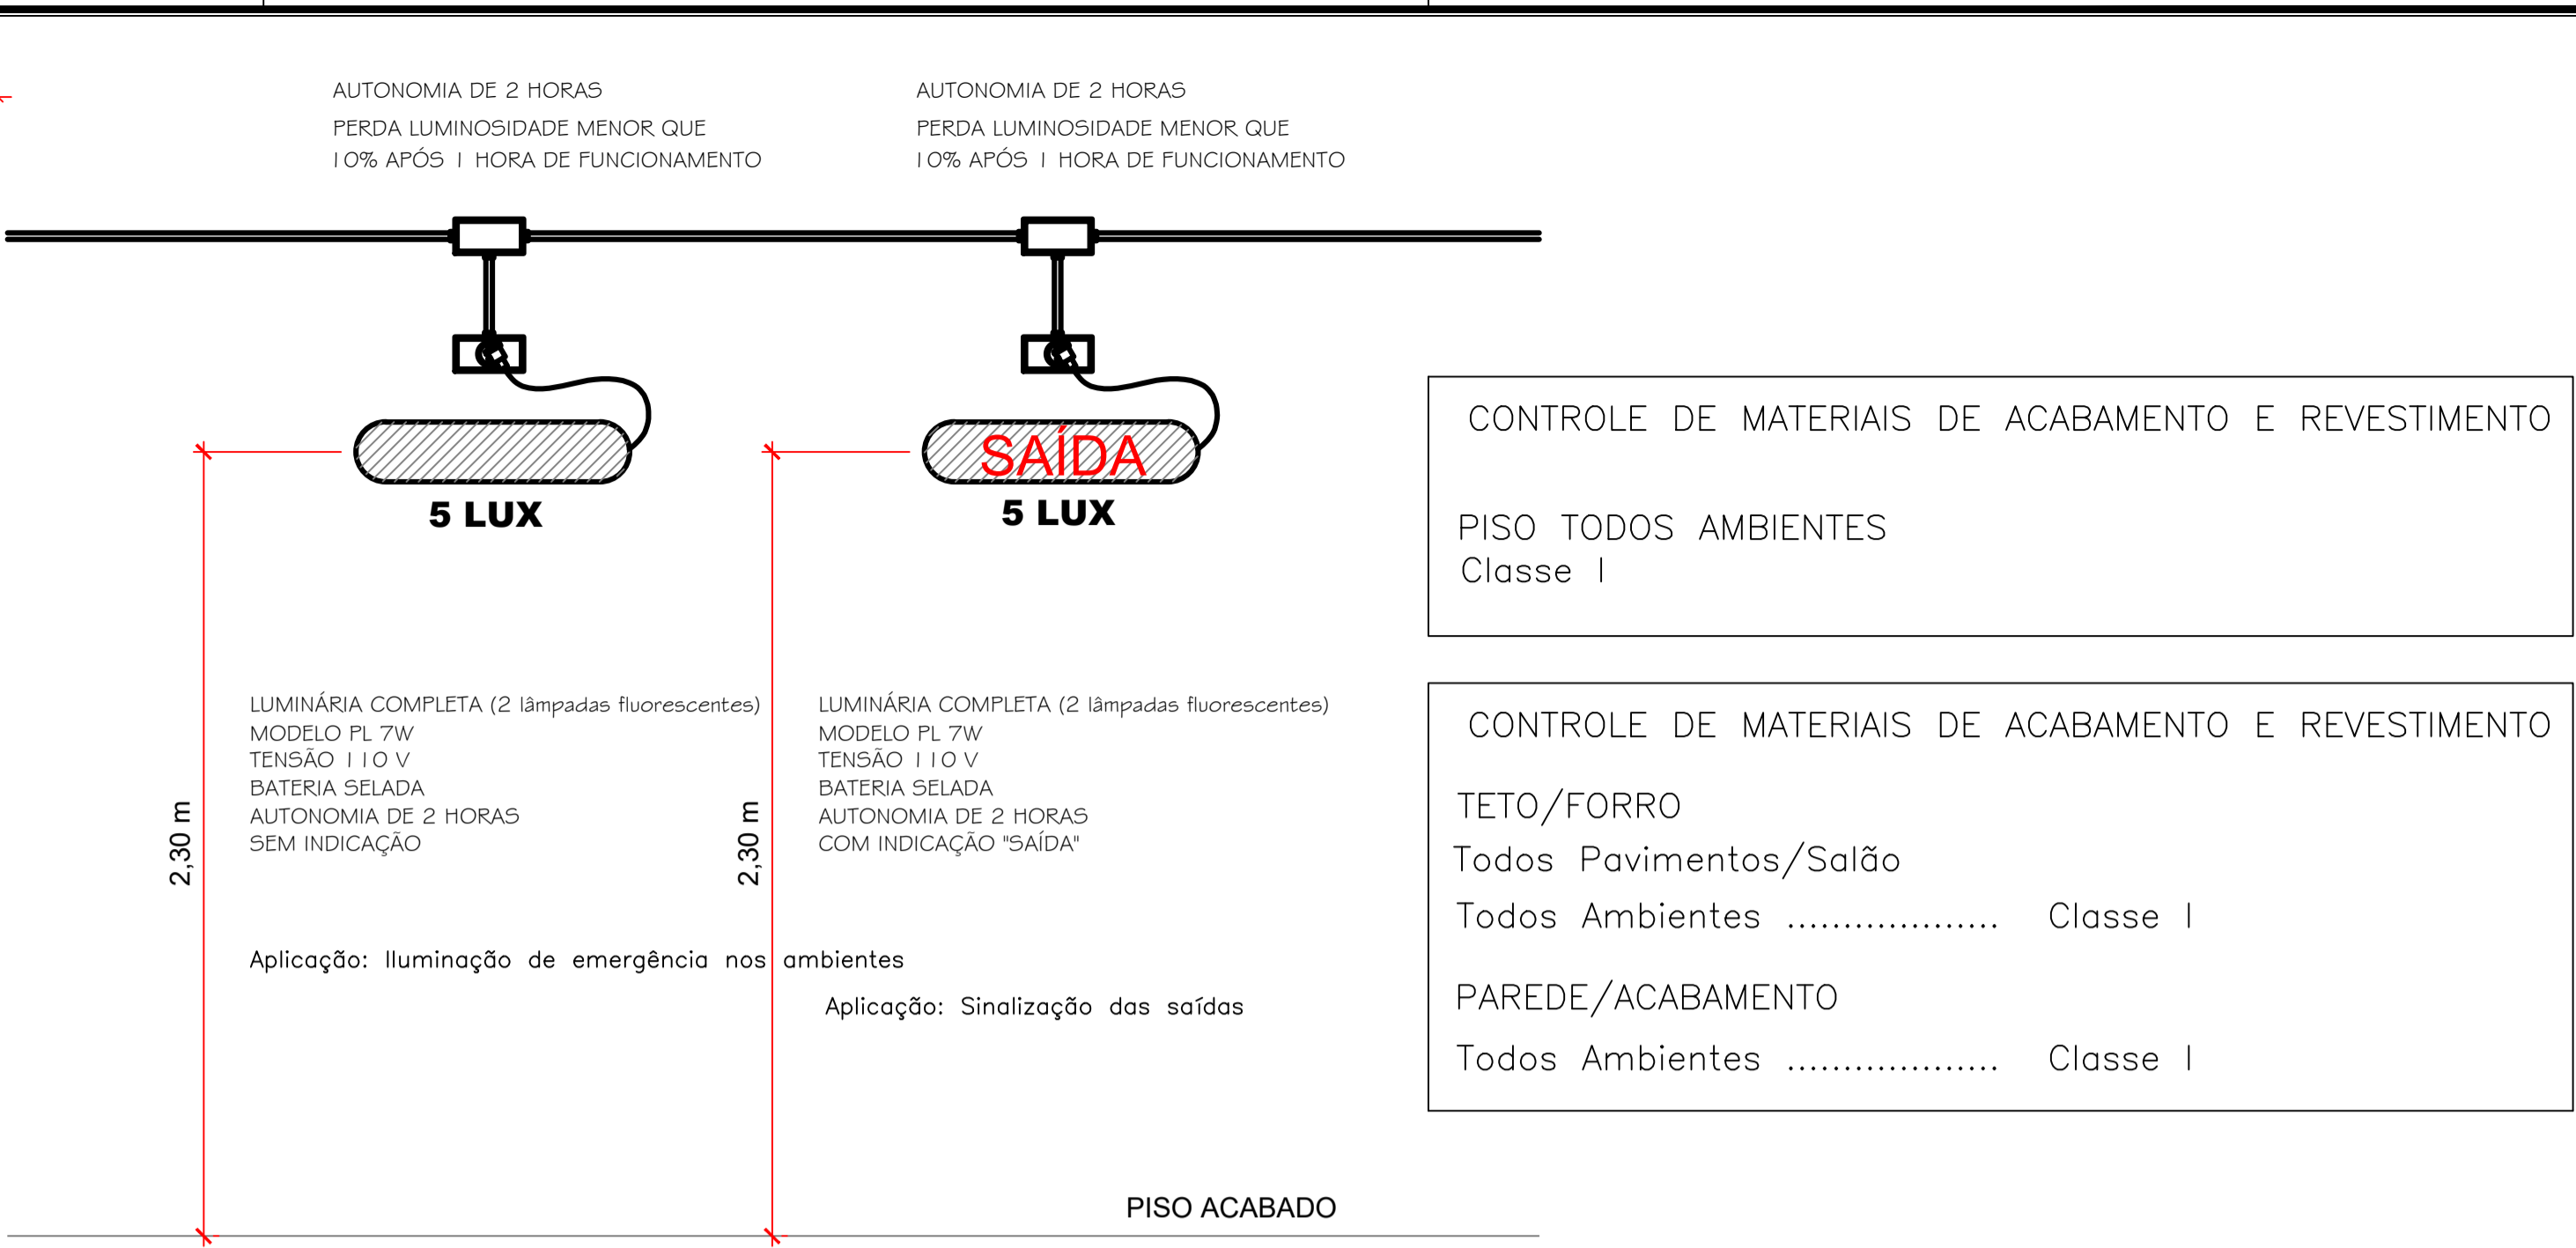 AUTONOMIA DE 2 HORAS
PERDA LUMINOSIDADE MENOR QUE
10% APÓS 1 HORA DE FUNCIONAMENTO
AUTONOMIA DE 2 HORAS
PERDA LUMINOSIDADE MENOR QUE
10% APÓS 1 HORA DE FUNCIONAMENTO
5 LUX
SAÍDA
5 LUX
2,30 m
LUMINÁRIA COMPLETA (2 lâmpadas fluorescentes)
MODELO PL 7W
TENSÃO 110 V
BATERIA SELADA
AUTONOMIA DE 2 HORAS
SEM INDICAÇÃO
Aplicação: Iluminação de emergência nos ambientes
2,30 m
LUMINÁRIA COMPLETA (2 lâmpadas fluorescentes)
MODELO PL 7W
TENSÃO 110 V
BATERIA SELADA
AUTONOMIA DE 2 HORAS
COM INDICAÇÃO "SAÍDA"
Aplicação: Sinalização das saídas
PISO ACABADO
CONTROLE DE MATERIAIS DE ACABAMENTO E REVESTIMENTO
PISO TODOS AMBIENTES
Classe I
CONTROLE DE MATERIAIS DE ACABAMENTO E REVESTIMENTO
TETO/FORRO
Todos Pavimentos/Salão
Todos Ambientes ................... Classe I
PAREDE/ACABAMENTO
Todos Ambientes ................... Classe I